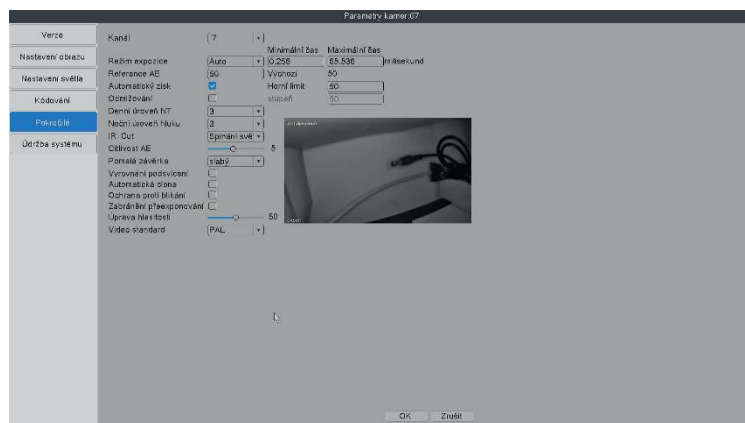 Parametry kamer:07
Verze
Nastavení obrazu
Nastavení světla
Kódování
Pokročilé
Údržba systému
Kanál 7
Minimální čas Maximální čas
Režim expozice Auto 0.256 65.536 milisekund
Reference AE 50 Výchozí 50
Automatický zisk Horní limit 50
Odmlžování stupeň 50
Denní úroveň NT 3
Noční úroveň hluku 3
IR Cut Spínání své
Citlivost AE 5
Pomalá závěrka slabý
Vyrovnání podsvícení
Automatická clona
Ochrana proti blikání
Zabránění přeexponování
Úprava hlasitosti 50
Video standard PAL
OK Zrušit